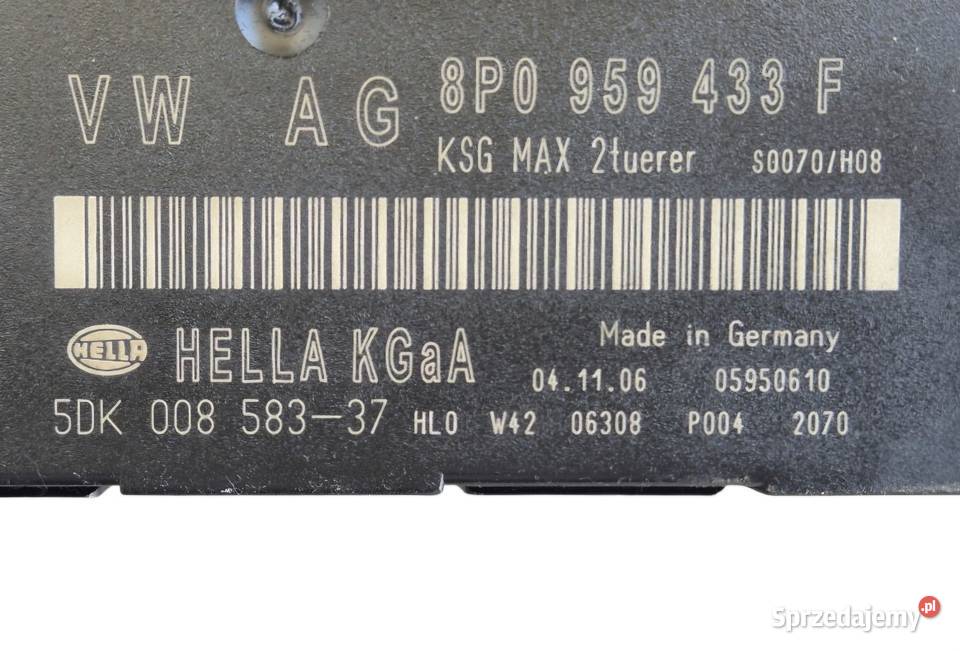 VW AG 8P0 959 433 F
KSG MAX 2tuerer S0070/H08
HELLA HELLA KGaA Made in Germany
04.11.06 05950610
5DK 008 583-37 HL0 W42 06308 P004 2070
Sprzedajemy.pl